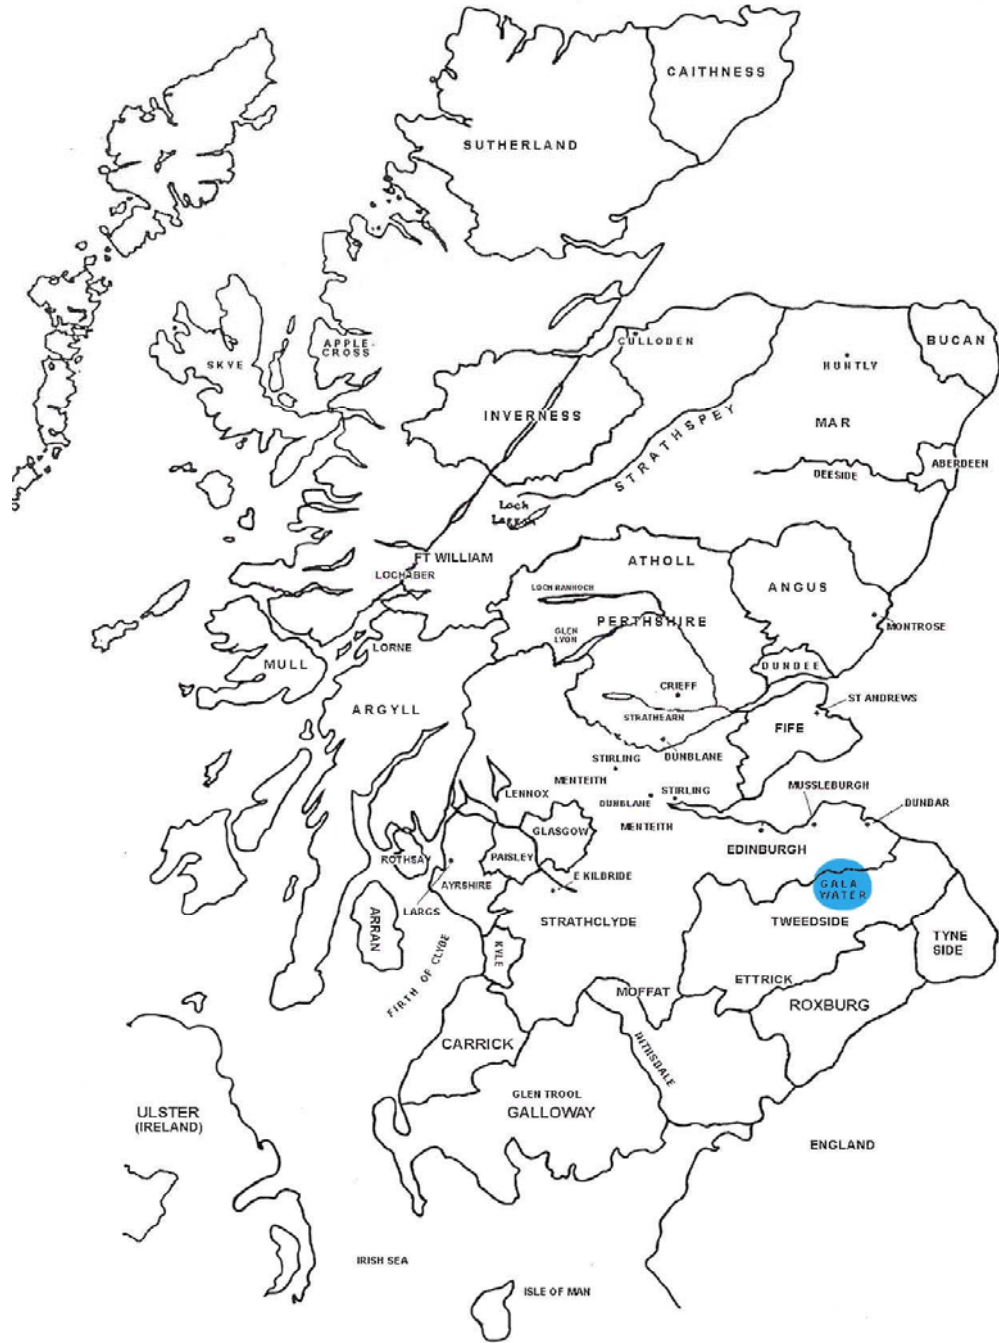 CAITHNESS
SUTHERLAND
CULLODEN
BUCAN
APPLE-
CROSS
SKYE
HUNTLY
INVERNESS
STRATHSPEY
MAR
ABERDEEN
DEESIDE
Loch
FT WILLIAM
ATHOLL
LOCHABER
LOCH RANHOCH
ANGUS
PERTHSHIRE
MONTROSE
GLEN
LYON
LORNE
MULL
DUNDEE
CRIEFF
ST ANDREWS
ARGYLL
STRATHEARN
FIFE
DUNBLANE
STIRLING
MENTEITH
MUSSLEBURGH
LENNOX
STIRLING
DUNBLANE
DUNDAR
MENTEITH
GLASGOW
EDINBURGH
ROTHSAY
PAISLEY
E KILBRIDE
AYRSHIRE
GALA
WATER
LARGS
ARRAN
STRATHCLYDE
TWEEDSIDE
TYNE
SIDE
KYLE
FIRTH OF CLYDE
ETTRICK
MOFFAT
ROXBURG
CARRICK
NITHSDALE
GLEN TROOL
GALLOWAY
ULSTER
(IRELAND)
ENGLAND
IRISH SEA
ISLE OF MAN